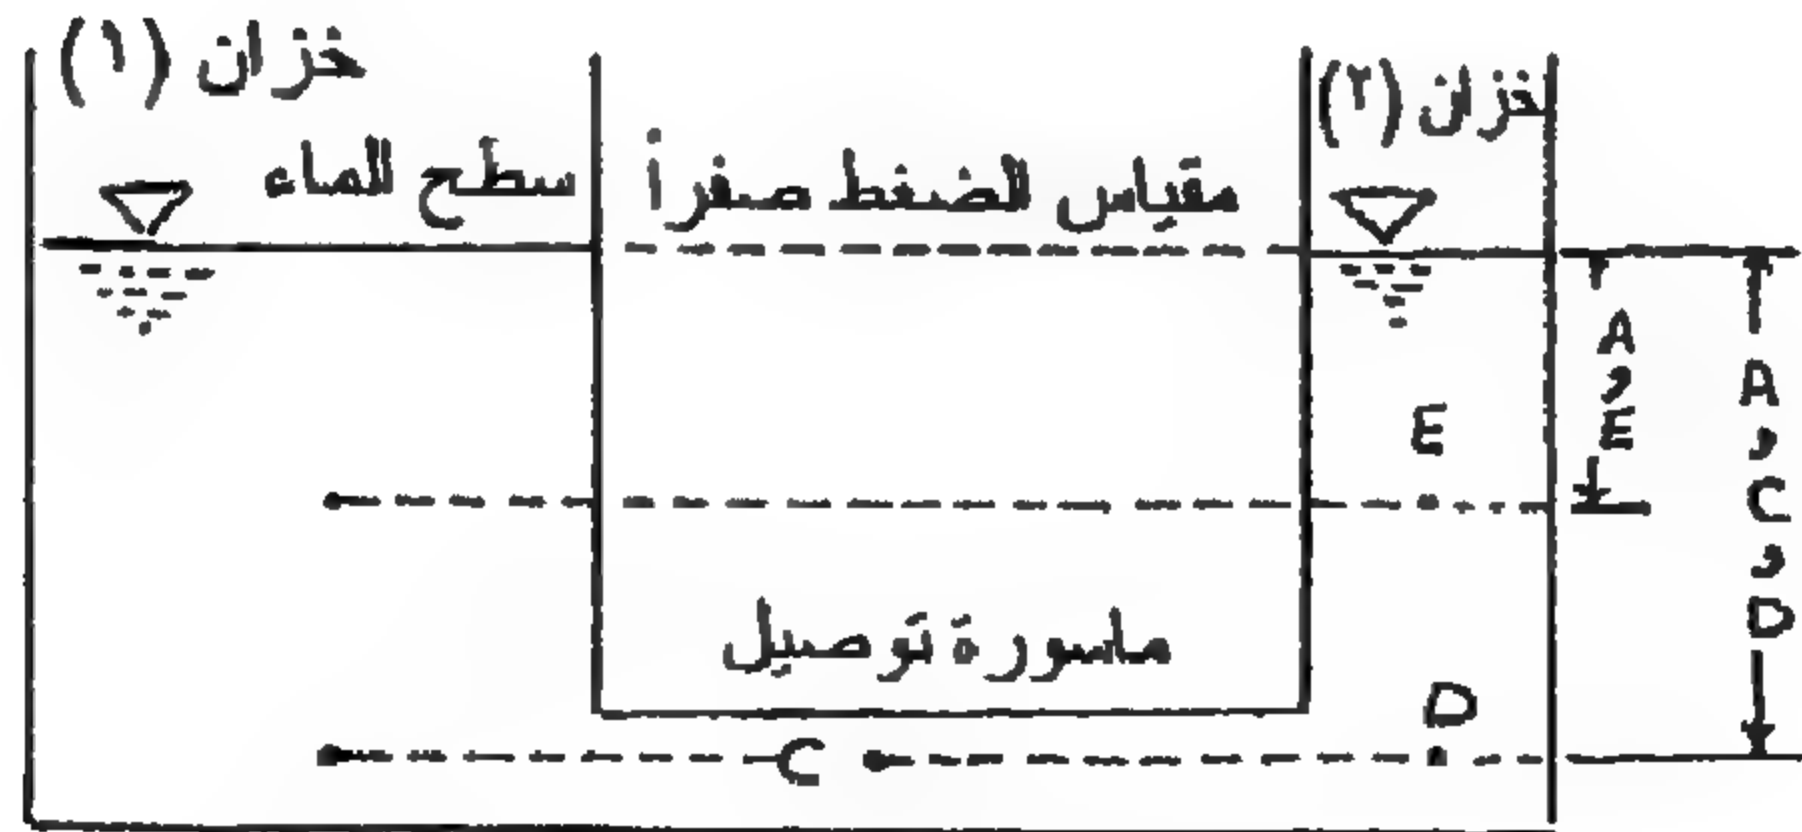 خزان (١)
خزان (٢)
سطح الماء
مقياس الضغط صفراً
E
A , E
A , C , D
ماسورة توصيل
D
C